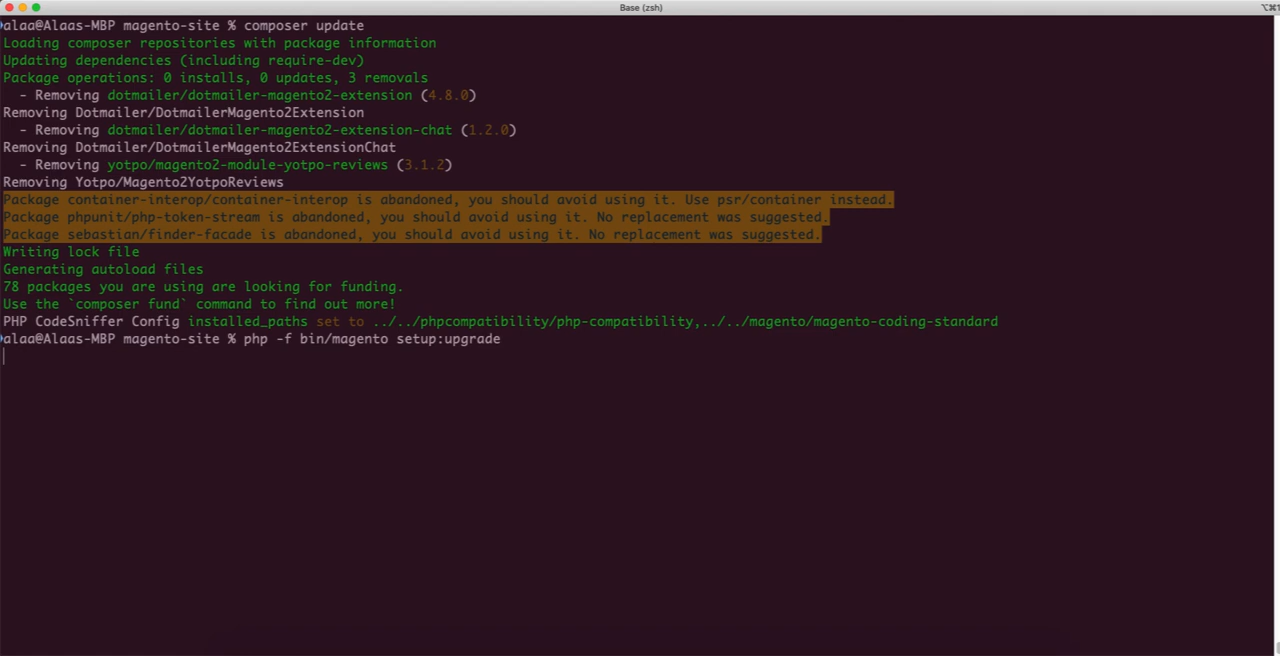 Base (zsh)
⌥⌘1
alaa@Alaas-MBP magento-site % composer update
Loading composer repositories with package information
Updating dependencies (including require-dev)
Package operations: 0 installs, 0 updates, 3 removals
  - Removing dotmailer/dotmailer-magento2-extension (4.8.0)
Removing Dotmailer/DotmailerMagento2Extension
  - Removing dotmailer/dotmailer-magento2-extension-chat (1.2.0)
Removing Dotmailer/DotmailerMagento2ExtensionChat
  - Removing yotpo/magento2-module-yotpo-reviews (3.1.2)
Removing Yotpo/Magento2YotpoReviews
Package container-interop/container-interop is abandoned, you should avoid using it. Use psr/container instead.
Package phpunit/php-token-stream is abandoned, you should avoid using it. No replacement was suggested.
Package sebastian/finder-facade is abandoned, you should avoid using it. No replacement was suggested.
Writing lock file
Generating autoload files
78 packages you are using are looking for funding.
Use the `composer fund` command to find out more!
PHP CodeSniffer Config installed_paths set to ../../phpcompatibility/php-compatibility,../../magento/magento-coding-standard
alaa@Alaas-MBP magento-site % php -f bin/magento setup:upgrade